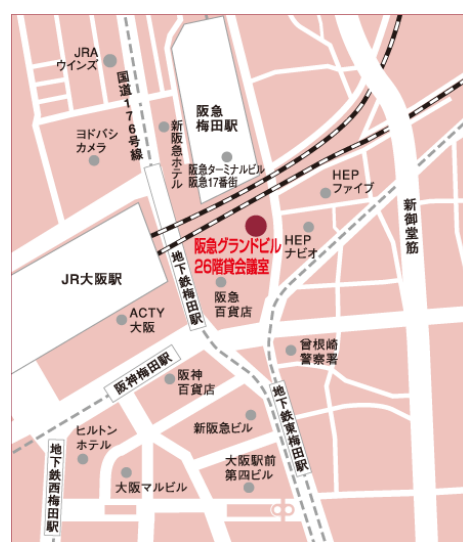 JRA
ウインズ
国道176号線
阪急
梅田駅
ヨドバシ
カメラ
新阪急ホテル
阪急ターミナルビル
阪急17番街
HEP
ファイブ
新御堂筋
阪急グランドビル
26階貸会議室
HEP
ナビオ
JR大阪駅
地下鉄梅田駅
阪急
百貨店
ACTY
大阪
曾根崎
警察署
阪神梅田駅
阪神
百貨店
地下鉄東梅田駅
新阪急ビル
ヒルトン
ホテル
地下鉄西梅田駅
大阪マルビル
大阪駅前
第四ビル